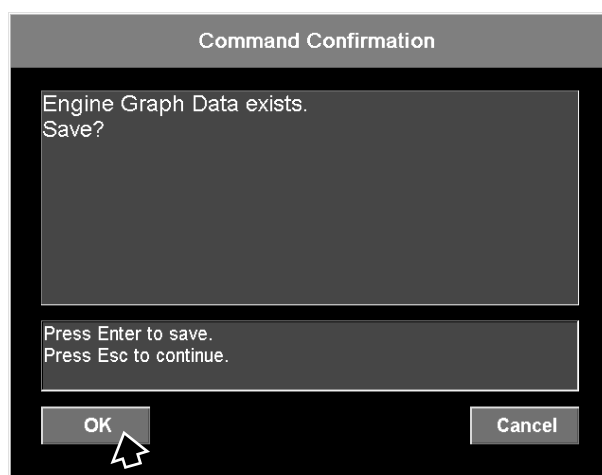 Command Confirmation
Engine Graph Data exists.
Save?
Press Enter to save.
Press Esc to continue.
OK
Cancel